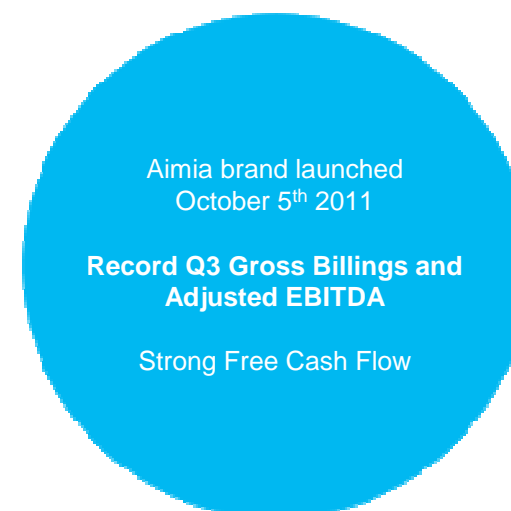 Aimia brand launched
October 5th 2011
Record Q3 Gross Billings and
Adjusted EBITDA
Strong Free Cash Flow